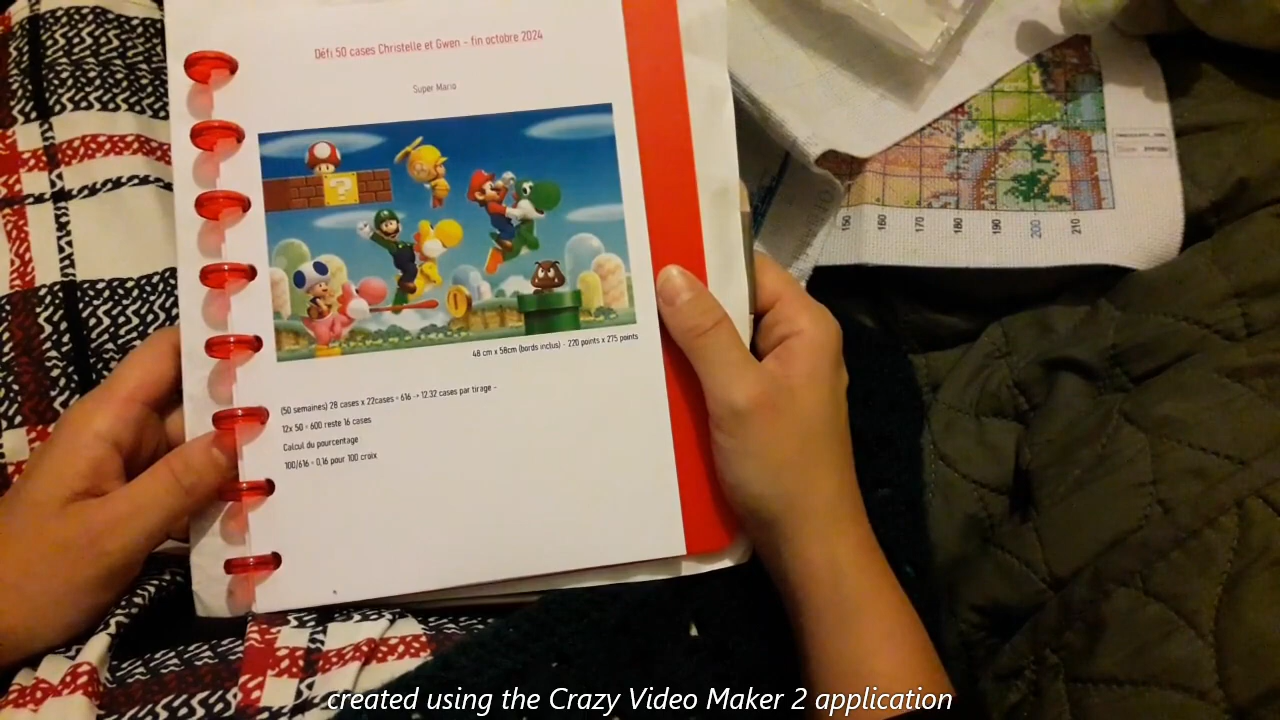 Défi 50 cases Christelle et Gwen - fin octobre 2024
Super Mario
?
48 cm x 58cm (bords inclus) - 220 points x 275 points
(50 semaines) 28 cases x 22cases = 616 -> 12.32 cases par tirage -
12x 50 = 600 reste 16 cases
Calcul du pourcentage
100/616 = 0,16 pour 100 croix
150 160 170 180 190 200 210
created using the Crazy Video Maker 2 application